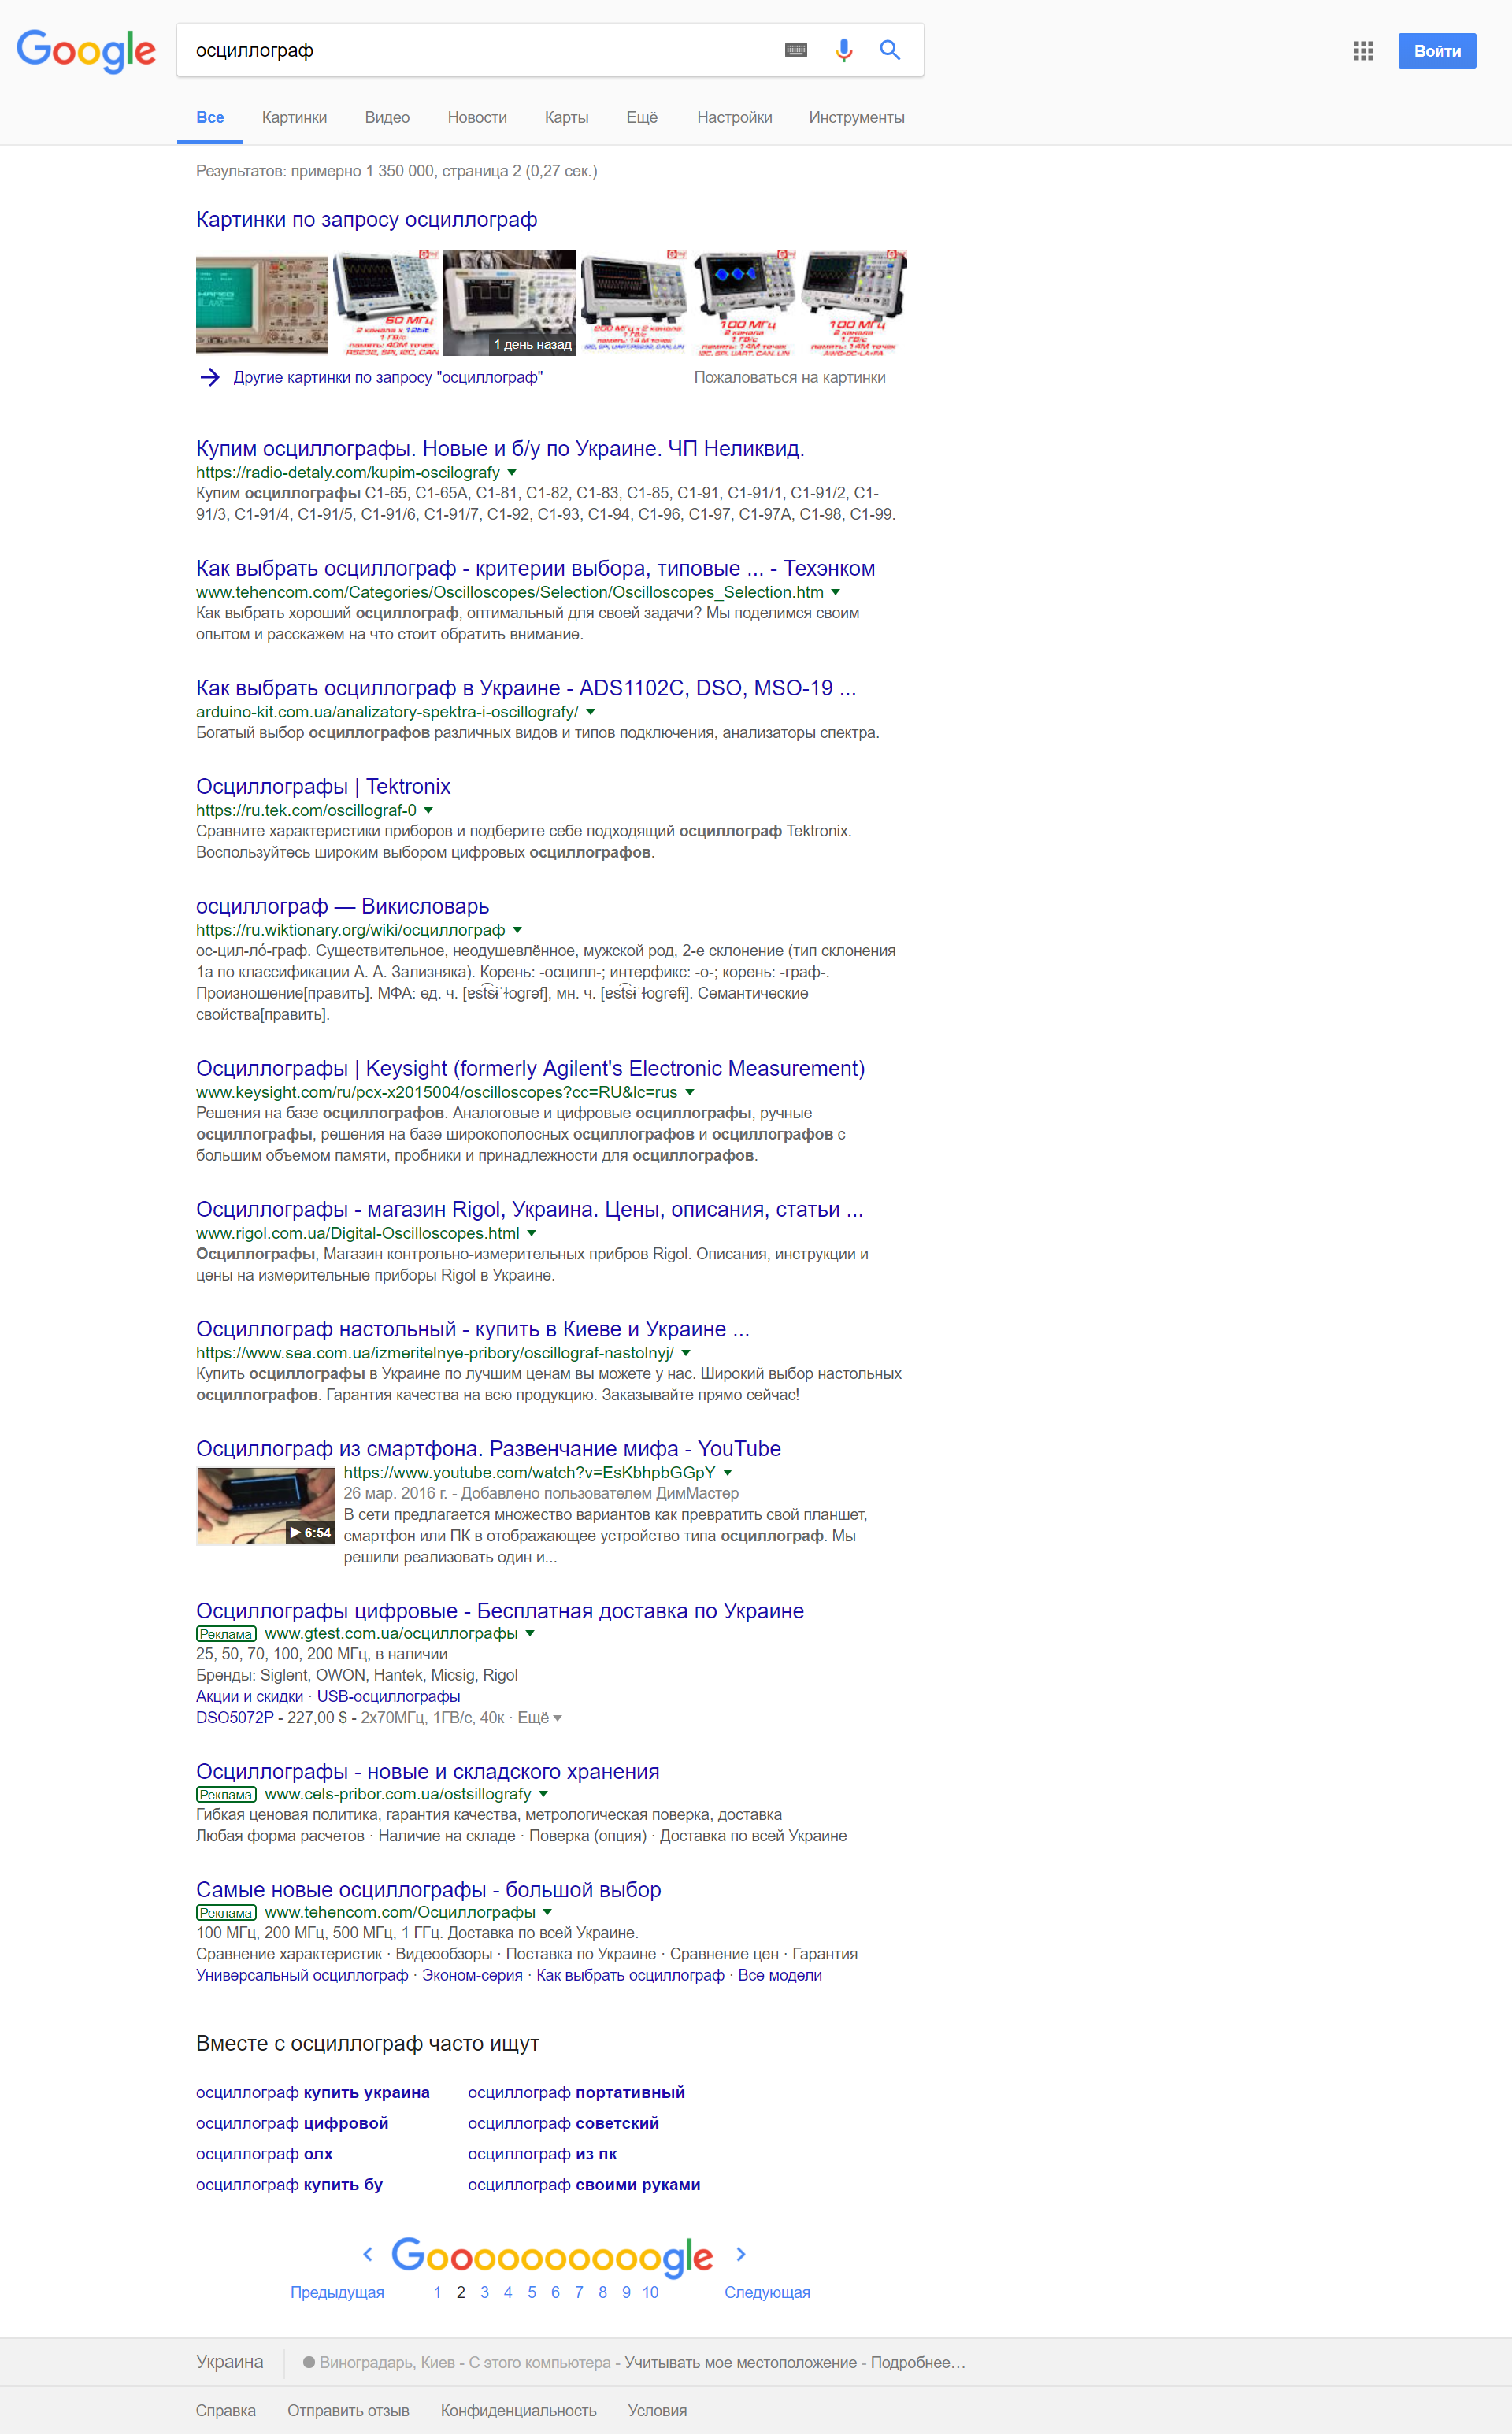 Google
осциллограф
Войти
Все Картинки Видео Новости Карты Ещё Настройки Инструменты
Результатов: примерно 1 350 000, страница 2 (0,27 сек.)
Картинки по запросу осциллограф
60 МГц
2 канала x 12bit
1 ГВ/с
память: 40М точек
RS232, SPI, I2C, CAN
1 день назад
200 МГц x 2 канала
1 ГВ/с
память: 14М точек
I2C, SPI, UART/RS232, CAN, LIN
100 МГц
2 канала
1 ГВ/с
память: 14М точек
I2C, SPI, UART, CAN, LIN
100 МГц
2 канала
1 ГВ/с
память: 14М точек
AWG+DC+LA+PA
Другие картинки по запросу "осциллограф" Пожаловаться на картинки
Купим осциллографы. Новые и б/у по Украине. ЧП Неликвид.
https://radio-detaly.com/kupim-oscilografy
Купим осциллографы С1-65, С1-65А, С1-81, С1-82, С1-83, С1-85, С1-91, С1-91/1, С1-91/2, С1-
91/3, С1-91/4, С1-91/5, С1-91/6, С1-91/7, С1-92, С1-93, С1-94, С1-96, С1-97, С1-97А, С1-98, С1-99.
Как выбрать осциллограф - критерии выбора, типовые ... - Техэнком
www.tehencom.com/Categories/Oscilloscopes/Selection/Oscilloscopes_Selection.htm
Как выбрать хороший осциллограф, оптимальный для своей задачи? Мы поделимся своим
опытом и расскажем на что стоит обратить внимание.
Как выбрать осциллограф в Украине - ADS1102C, DSO, MSO-19 ...
arduino-kit.com.ua/analizatory-spektra-i-oscillografy/
Богатый выбор осциллографов различных видов и типов подключения, анализаторы спектра.
Осциллографы | Tektronix
https://ru.tek.com/oscillograf-0
Сравните характеристики приборов и подберите себе подходящий осциллограф Tektronix.
Воспользуйтесь широким выбором цифровых осциллографов.
осциллограф — Викисловарь
https://ru.wiktionary.org/wiki/осциллограф
ос-цил-ло́-граф. Существительное, неодушевлённое, мужской род, 2-е склонение (тип склонения
1a по классификации А. А. Зализняка). Корень: -осцилл-; интерфикс: -о-; корень: -граф-.
Произношение[править]. МФА: ед. ч. [ɐst͡sɨˈɫogrəf], мн. ч. [ɐst͡sɨˈɫogrəfɨ]. Семантические
свойства[править].
Осциллографы | Keysight (formerly Agilent's Electronic Measurement)
www.keysight.com/ru/pcx-x2015004/oscilloscopes?cc=RU&lc=rus
Решения на базе осциллографов. Аналоговые и цифровые осциллографы, ручные
осциллографы, решения на базе широкополосных осциллографов и осциллографов с
большим объемом памяти, пробники и принадлежности для осциллографов.
Осциллографы - магазин Rigol, Украина. Цены, описания, статьи ...
www.rigol.com.ua/Digital-Oscilloscopes.html
Осциллографы, Магазин контрольно-измерительных прибров Rigol. Описания, инструкции и
цены на измерительные приборы Rigol в Украине.
Осциллограф настольный - купить в Киеве и Украине ...
https://www.sea.com.ua/izmeritelnye-pribory/oscillograf-nastolnyj/
Купить осциллографы в Украине по лучшим ценам вы можете у нас. Широкий выбор настольных
осциллографов. Гарантия качества на всю продукцию. Заказывайте прямо сейчас!
Осциллограф из смартфона. Развенчание мифа - YouTube
6:54
https://www.youtube.com/watch?v=EsKbhpbGGpY
26 мар. 2016 г. - Добавлено пользователем ДимМастер
В сети предлагается множество вариантов как превратить свой планшет,
смартфон или ПК в отображающее устройство типа осциллограф. Мы
решили реализовать один и...
Осциллографы цифровые - Бесплатная доставка по Украине
Реклама www.gtest.com.ua/осциллографы
25, 50, 70, 100, 200 МГц, в наличии
Бренды: Siglent, OWON, Hantek, Micsig, Rigol
Акции и скидки · USB-осциллографы
DSO5072P - 227,00 $ - 2x70МГц, 1ГВ/с, 40к · Ещё
Осциллографы - новые и складского хранения
Реклама www.cels-pribor.com.ua/ostsillografy
Гибкая ценовая политика, гарантия качества, метрологическая поверка, доставка
Любая форма расчетов · Наличие на складе · Поверка (опция) · Доставка по всей Украине
Самые новые осциллографы - большой выбор
Реклама www.tehencom.com/Осциллографы
100 МГц, 200 МГц, 500 МГц, 1 ГГц. Доставка по всей Украине.
Сравнение характеристик · Видеообзоры · Поставка по Украине · Сравнение цен · Гарантия
Универсальный осциллограф · Эконом-серия · Как выбрать осциллограф · Все модели
Вместе с осциллограф часто ищут
осциллограф купить украина осциллограф портативный
осциллограф цифровой осциллограф советский
осциллограф олх осциллограф из пк
осциллограф купить бу осциллограф своими руками
Goooooooooogle
Предыдущая 1 2 3 4 5 6 7 8 9 10 Следующая
Украина Виноградарь, Киев - С этого компьютера - Учитывать мое местоположение - Подробнее…
Справка Отправить отзыв Конфиденциальность Условия